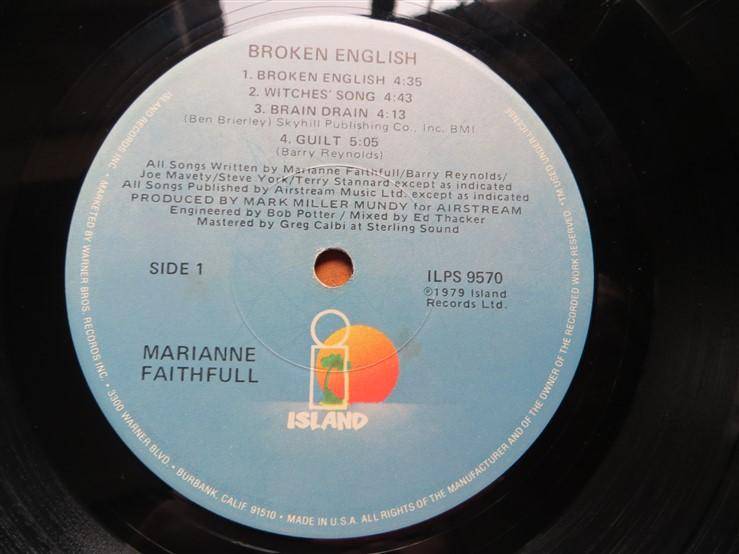 BROKEN ENGLISH
1. BROKEN ENGLISH 4:35
2. WITCHES' SONG 4:43
3. BRAIN DRAIN 4:13
(Ben Brierley) Skyhill Publishing Co., Inc. BMI
4. GUILT 5:05
(Barry Reynolds)
All Songs Written by Marianne Faithfull/Barry Reynolds/
Joe Mavety/Steve York/Terry Stannard except as indicated
All Songs Published by Airstream Music Ltd. except as indicated
PRODUCED BY MARK MILLER MUNDY for AIRSTREAM
Engineered by Bob Potter / Mixed by Ed Thacker
Mastered by Greg Calbi at Sterling Sound
SIDE 1
ILPS 9570
℗1979 Island
Records Ltd.
MARIANNE
FAITHFULL
ISLAND
ISLAND RECORDS INC. • MARKETED BY WARNER BROS. RECORDS INC. • 3300 WARNER BLVD. • BURBANK, CALIF 91510 • MADE IN U.S.A. ALL RIGHTS OF THE MANUFACTURER AND OF THE OWNER OF THE RECORDED WORK RESERVED. •TM USED UNDER LICENSE